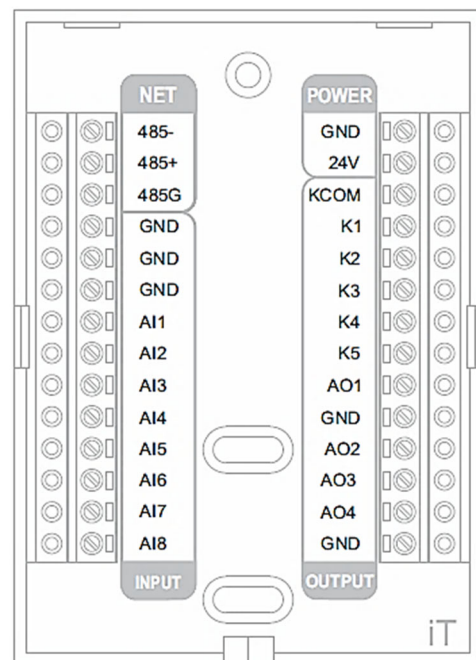 NET
485-
485+
485G
GND
GND
GND
AI1
AI2
AI3
AI4
AI5
AI6
AI7
AI8
INPUT
POWER
GND
24V
KCOM
K1
K2
K3
K4
K5
AO1
GND
AO2
AO3
AO4
GND
OUTPUT
iT